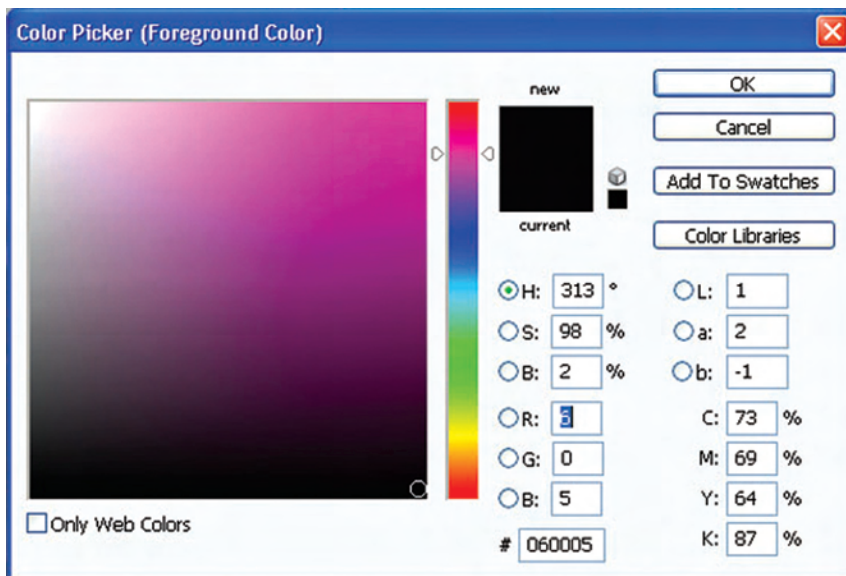 Color Picker (Foreground Color)
new
OK
Cancel
Add To Swatches
current
Color Libraries
H: 313 °
L: 1
S: 98 %
a: 2
B: 2 %
b: -1
R: 6
C: 73 %
G: 0
M: 69 %
B: 5
Y: 64 %
Only Web Colors
# 060005
K: 87 %